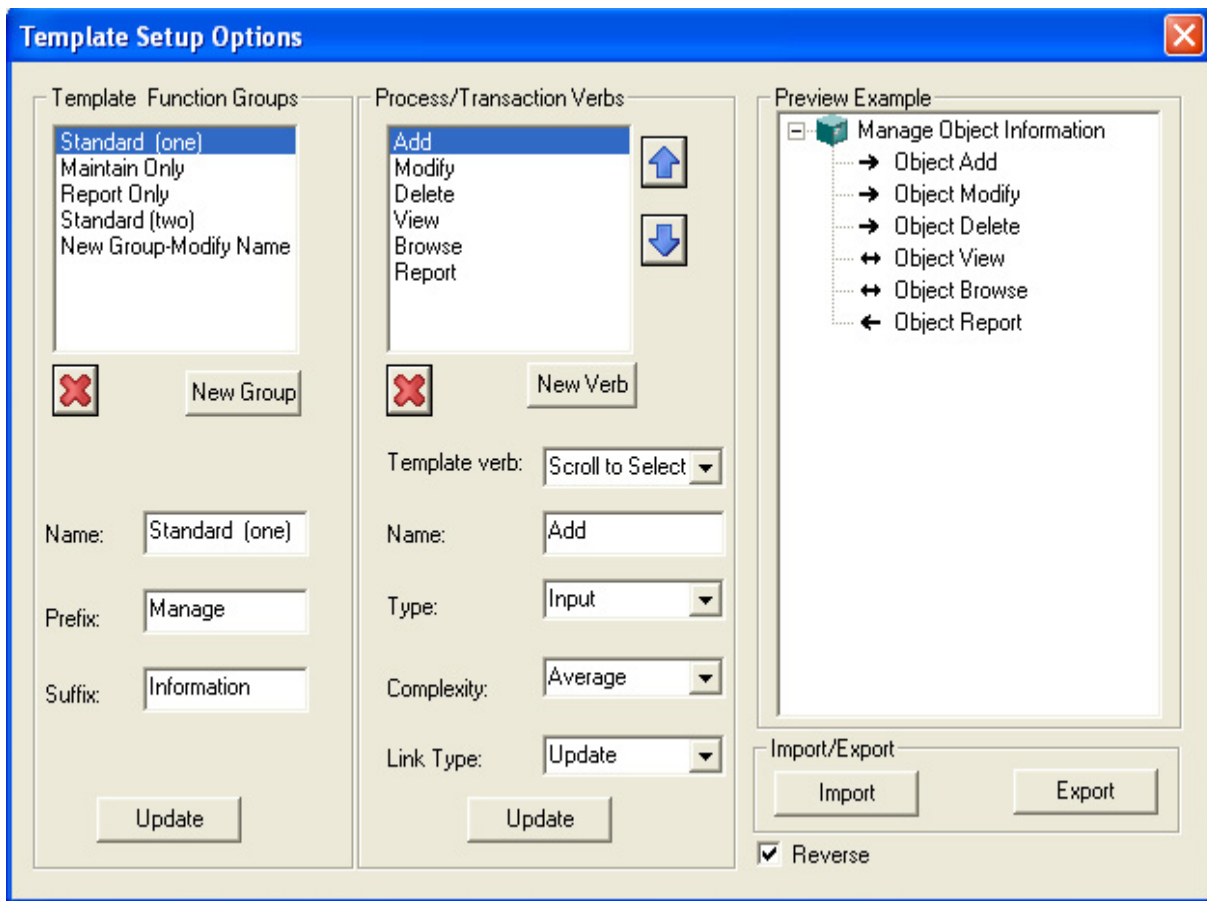 Template Setup Options
Template Function Groups
Standard (one)
Maintain Only
Report Only
Standard (two)
New Group-Modify Name
New Group
Name: Standard (one)
Prefix: Manage
Suffix: Information
Update
Process/Transaction Verbs
Add
Modify
Delete
View
Browse
Report
New Verb
Template verb: Scroll to Select
Name: Add
Type: Input
Complexity: Average
Link Type: Update
Update
Preview Example
Manage Object Information
Object Add
Object Modify
Object Delete
Object View
Object Browse
Object Report
Import/Export
Import Export
Reverse